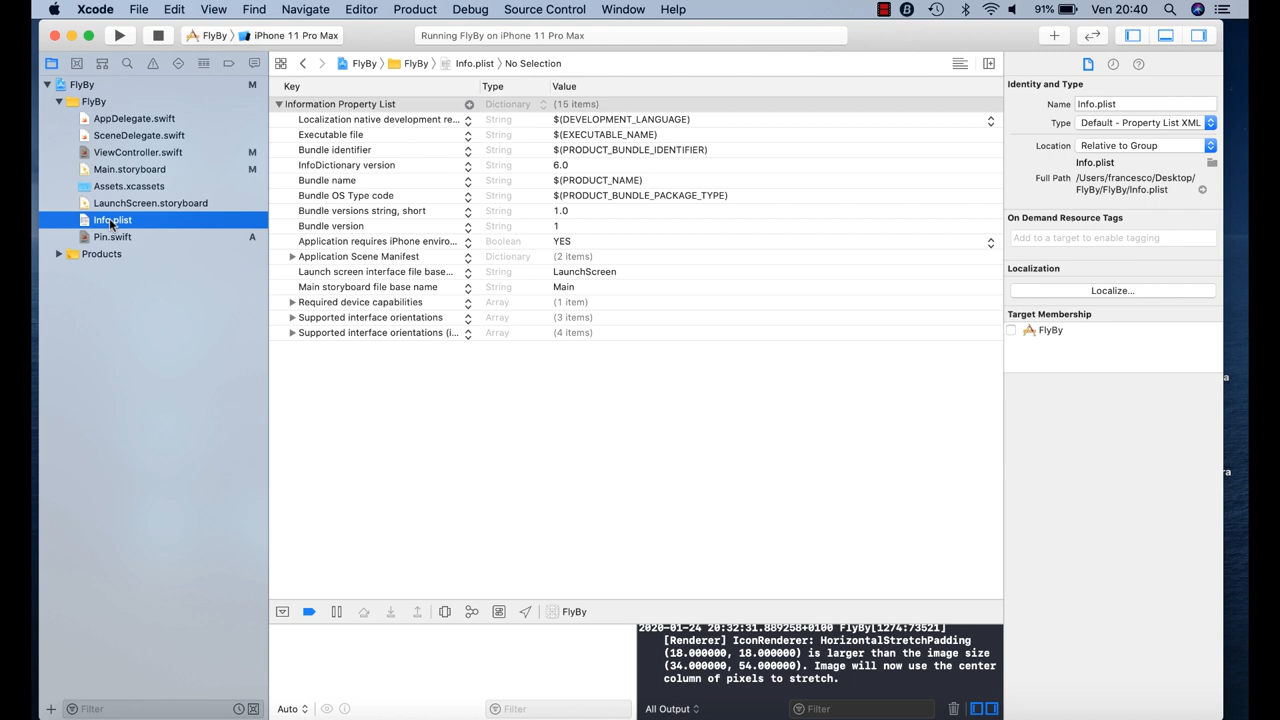 Xcode File Edit View Find Navigate Editor Product Debug Source Control Window Help 91% Ven 20:40
FlyBy 〉 iPhone 11 Pro Max Running FlyBy on iPhone 11 Pro Max
FlyBy M
FlyBy
AppDelegate.swift
SceneDelegate.swift
ViewController.swift M
Main.storyboard M
Assets.xcassets
LaunchScreen.storyboard
Info.plist
Pin.swift A
Products
Filter
FlyBy 〉 FlyBy 〉 Info.plist 〉 No Selection
Key Type Value
Information Property List Dictionary (15 items)
Localization native development re... String $(DEVELOPMENT_LANGUAGE)
Executable file String $(EXECUTABLE_NAME)
Bundle identifier String $(PRODUCT_BUNDLE_IDENTIFIER)
InfoDictionary version String 6.0
Bundle name String $(PRODUCT_NAME)
Bundle OS Type code String $(PRODUCT_BUNDLE_PACKAGE_TYPE)
Bundle versions string, short String 1.0
Bundle version String 1
Application requires iPhone enviro... Boolean YES
Application Scene Manifest Dictionary (2 items)
Launch screen interface file base... String LaunchScreen
Main storyboard file base name String Main
Required device capabilities Array (1 item)
Supported interface orientations Array (3 items)
Supported interface orientations (i... Array (4 items)
FlyBy
Auto Filter
2020-01-24 20:32:31.889258+0100 FlyBy[1274:73521]
[Renderer] IconRenderer: HorizontalStretchPadding
(18.000000, 18.000000) is larger than the image size
(34.000000, 54.000000). Image will now use the center
column of pixels to stretch.
All Output Filter
Identity and Type
Name Info.plist
Type Default - Property List XML
Location Relative to Group
Info.plist
Full Path /Users/francesco/Desktop/
FlyBy/FlyBy/Info.plist
On Demand Resource Tags
Add to a target to enable tagging
Localization
Localize...
Target Membership
FlyBy
a
ra